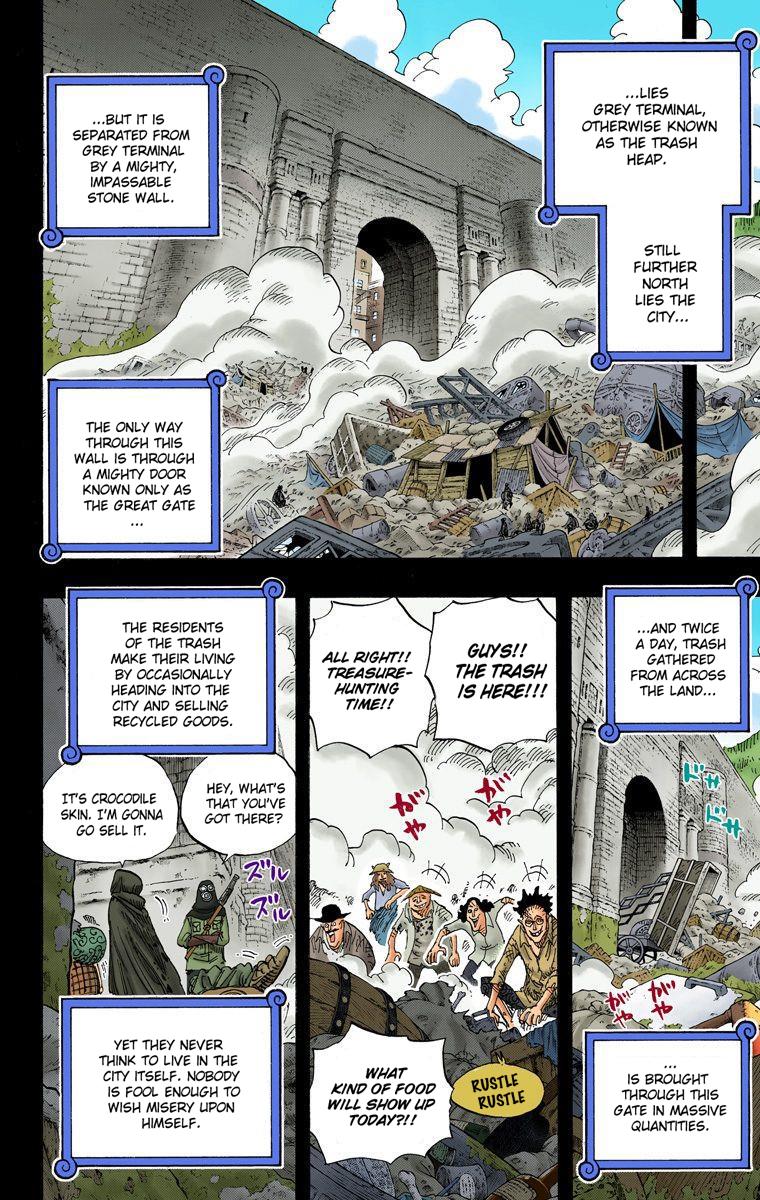 ...LIES
GREY TERMINAL,
OTHERWISE KNOWN
AS THE TRASH
HEAP.
STILL
FURTHER
NORTH
LIES THE
CITY...
...BUT IT IS
SEPARATED FROM
GREY TERMINAL
BY A MIGHTY,
IMPASSABLE
STONE WALL.
THE ONLY WAY
THROUGH THIS
WALL IS THROUGH
A MIGHTY DOOR
KNOWN ONLY AS
THE GREAT GATE
...
...AND TWICE
A DAY, TRASH
GATHERED
FROM ACROSS
THE LAND...
ドサ
ドサ
ガヤ
ガヤ
...
IS BROUGHT
THROUGH THIS
GATE IN MASSIVE
QUANTITIES.
GUYS!!
THE TRASH
IS HERE!!!
ALL RIGHT!!
TREASURE-
HUNTING
TIME!!
ガヤ
ガヤ
WHAT
KIND OF FOOD
WILL SHOW UP
TODAY?!!
RUSTLE
RUSTLE
THE RESIDENTS
OF THE TRASH
MAKE THEIR LIVING
BY OCCASIONALLY
HEADING INTO THE
CITY AND SELLING
RECYCLED GOODS.
HEY, WHAT'S
THAT YOU'VE
GOT THERE?
IT'S CROCODILE
SKIN. I'M GONNA
GO SELL IT.
ズル
ズル
YET THEY NEVER
THINK TO LIVE IN THE
CITY ITSELF. NOBODY
IS FOOL ENOUGH TO
WISH MISERY UPON
HIMSELF.